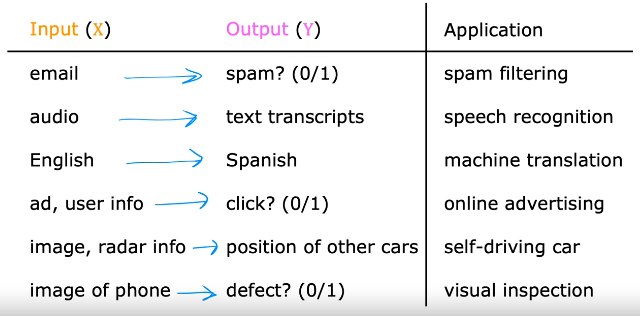 Input (X) Output (Y) Application
email spam? (0/1) spam filtering
audio text transcripts speech recognition
English Spanish machine translation
ad, user info click? (0/1) online advertising
image, radar info position of other cars self-driving car
image of phone defect? (0/1) visual inspection